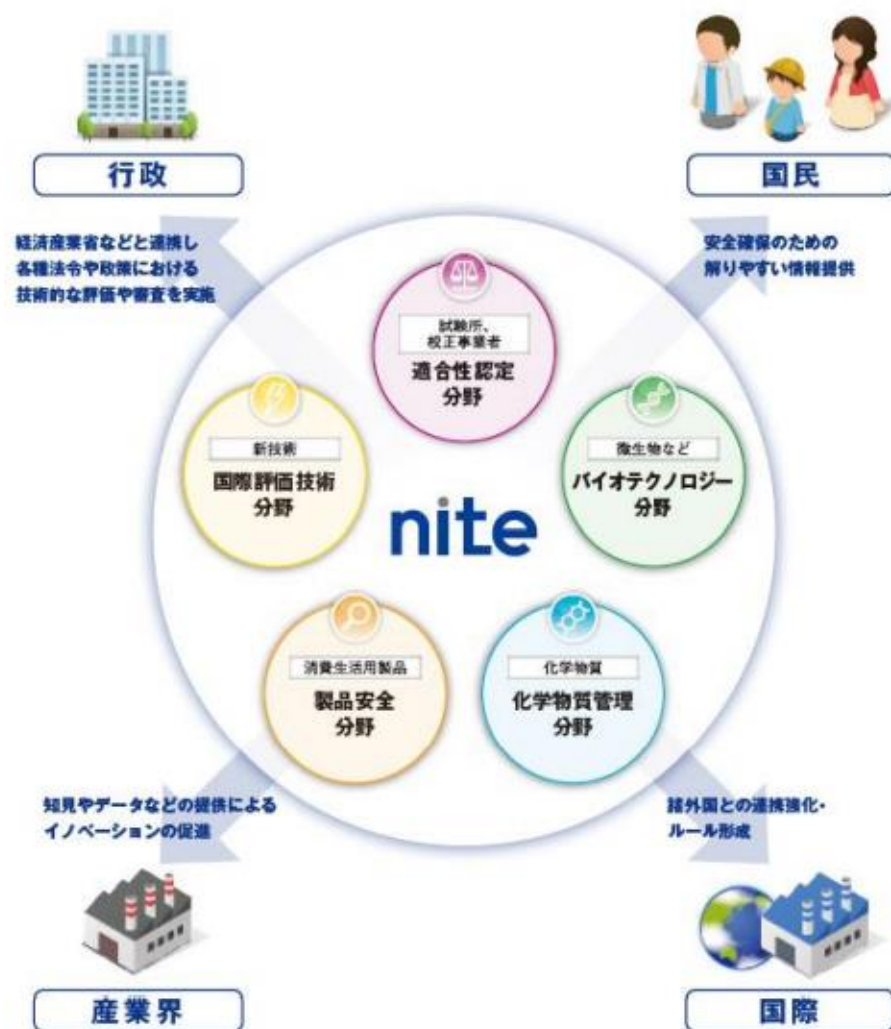 行政
国民
経済産業省などと連携し
各種法令や政策における
技術的な評価や審査を実施
安全確保のための
解りやすい情報提供
試験所、
校正事業者
適合性認定
分野
新技術
国際評価技術
分野
微生物など
バイオテクノロジー
分野
nite
消費生活用製品
製品安全
分野
化学物質
化学物質管理
分野
知見やデータなどの提供による
イノベーションの促進
諸外国との連携強化・
ルール形成
産業界
国際